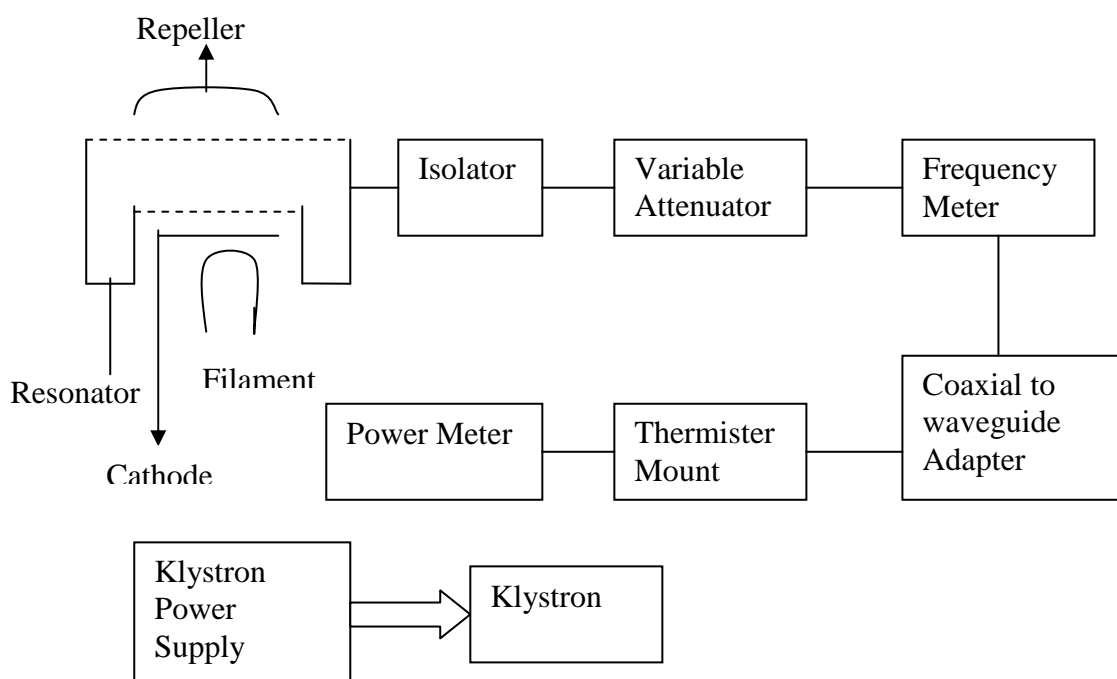 Repeller
Isolator
Variable
Attenuator
Frequency
Meter
Resonator
Filament
Cathode
Power Meter
Thermister
Mount
Coaxial to
waveguide
Adapter
Klystron
Power
Supply
Klystron